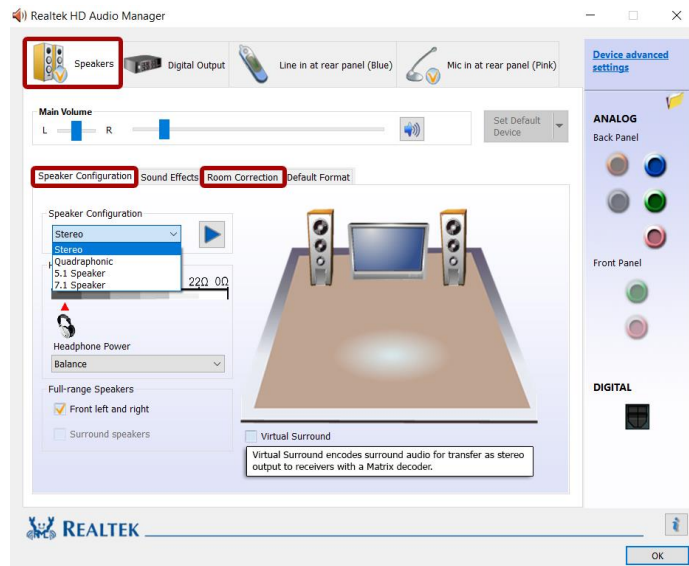 Realtek HD Audio Manager
Speakers
Digital Output
Line in at rear panel (Blue)
Mic in at rear panel (Pink)
Device advanced
settings
Main Volume
L
R
Set Default
Device
ANALOG
Back Panel
Speaker Configuration
Sound Effects
Room Correction
Default Format
Speaker Configuration
Stereo
Stereo
Quadraphonic
5.1 Speaker
7.1 Speaker
22Ω 0Ω
Front Panel
Headphone Power
Balance
Full-range Speakers
Front left and right
Surround speakers
DIGITAL
Virtual Surround
Virtual Surround encodes surround audio for transfer as stereo
output to receivers with a Matrix decoder.
REALTEK
i
OK